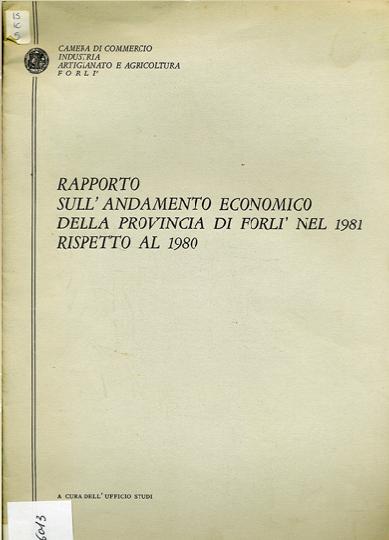 CAMERA DI COMMERCIO
INDUSTRIA
ARTIGIANATO E AGRICOLTURA
FORLI'
RAPPORTO
SULL' ANDAMENTO ECONOMICO
DELLA PROVINCIA DI FORLI' NEL 1981
RISPETTO AL 1980
A CURA DELL' UFFICIO STUDI